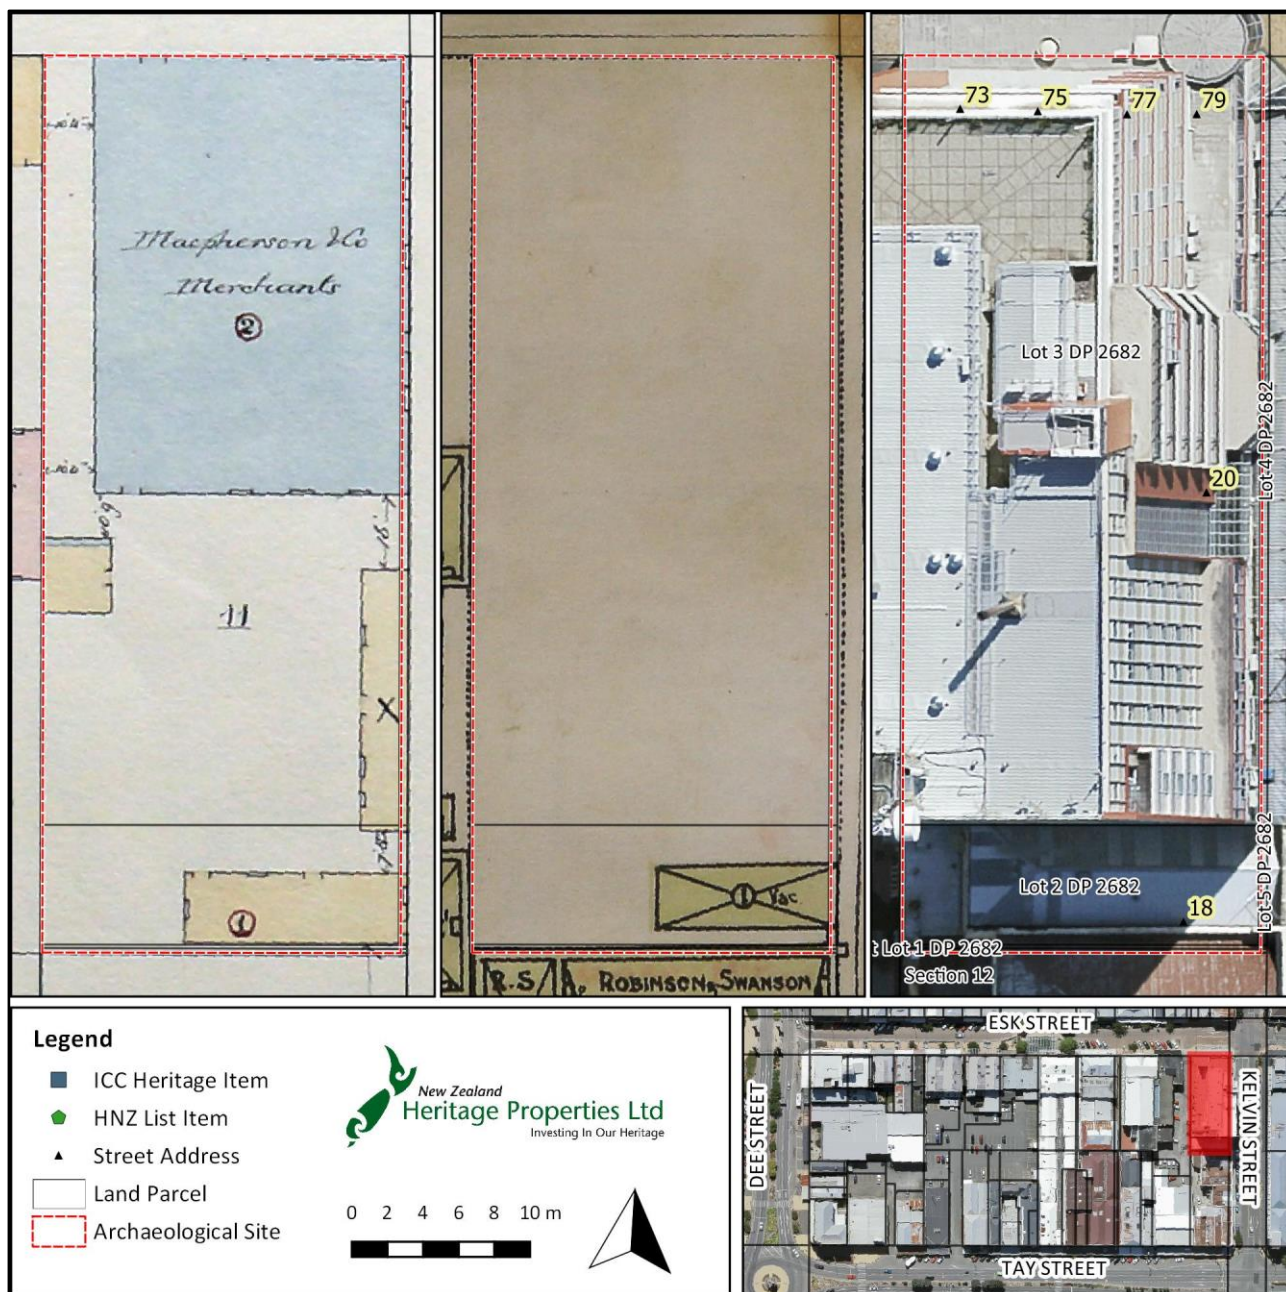 10'4"
Macpherson & Co
Merchants
2
18'
11
X
1
1
Vac.
R.S
ROBINSON, SWANSON
73
75
77
79
Lot 3 DP 2682
Lot 4 DP 2682
20
Lot 2 DP 2682
18
Lot 5 DP 2682
t Lot 1 DP 2682
Section 12
Legend
ICC Heritage Item
HNZ List Item
Street Address
Land Parcel
Archaeological Site
New Zealand
Heritage Properties Ltd
Investing In Our Heritage
0 2 4 6 8 10 m
ESK STREET
DEE STREET
KELVIN STREET
TAY STREET